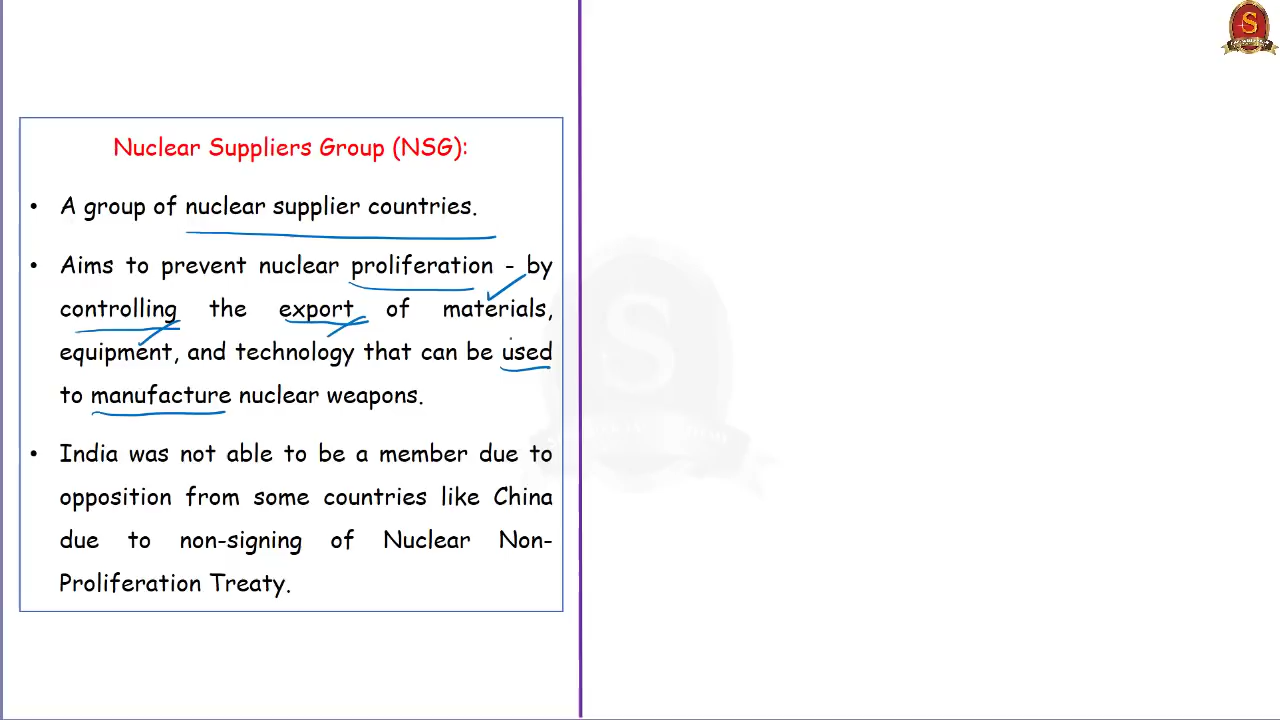 Nuclear Suppliers Group (NSG):
• A group of nuclear supplier countries.
• Aims to prevent nuclear proliferation - by
controlling the export of materials,
equipment, and technology that can be used
to manufacture nuclear weapons.
• India was not able to be a member due to
opposition from some countries like China
due to non-signing of Nuclear Non-
Proliferation Treaty.
S
S